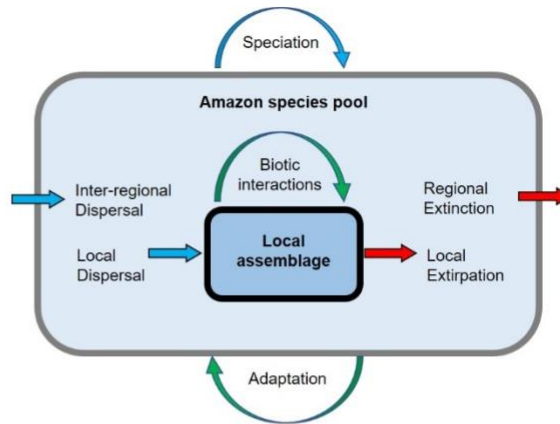 Speciation
Amazon species pool
Biotic
interactions
Inter-regional
Dispersal
Regional
Extinction
Local
Dispersal
Local
assemblage
Local
Extirpation
Adaptation